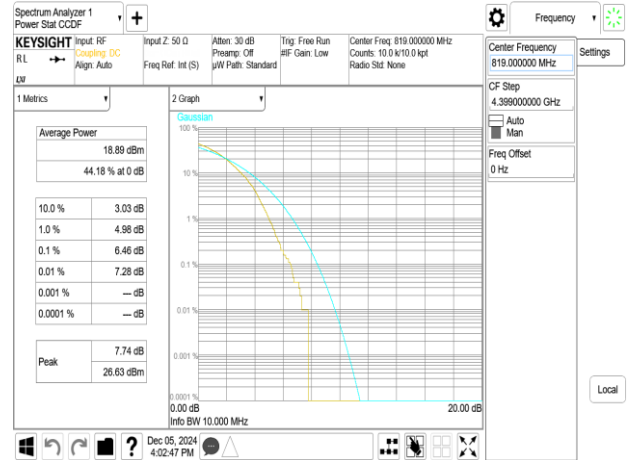 Spectrum Analyzer 1
Power Stat CCDF
+
Frequency
KEYSIGHT
RL
LXI
Input: RF
Coupling: DC
Align: Auto
Input Z: 50 Ω
Freq Ref: Int (S)
Atten: 30 dB
Preamp: Off
µW Path: Standard
Trig: Free Run
#IF Gain: Low
Center Freq: 819.000000 MHz
Counts: 10.0 k/10.0 kpt
Radio Std: None
Center Frequency
819.000000 MHz
Settings
CF Step
4.399000000 GHz
Auto
Man
Freq Offset
0 Hz
1 Metrics
2 Graph
Average Power
18.89 dBm
44.18 % at 0 dB
10.0 % 3.03 dB
1.0 % 4.98 dB
0.1 % 6.46 dB
0.01 % 7.28 dB
0.001 % --- dB
0.0001 % --- dB
Peak
7.74 dB
26.63 dBm
Gaussian
100 %
10 %
1 %
0.1 %
0.01 %
0.001 %
0.0001 %
0.00 dB 20.00 dB
Info BW 10.000 MHz
Local
?
Dec 05, 2024
4:02:47 PM